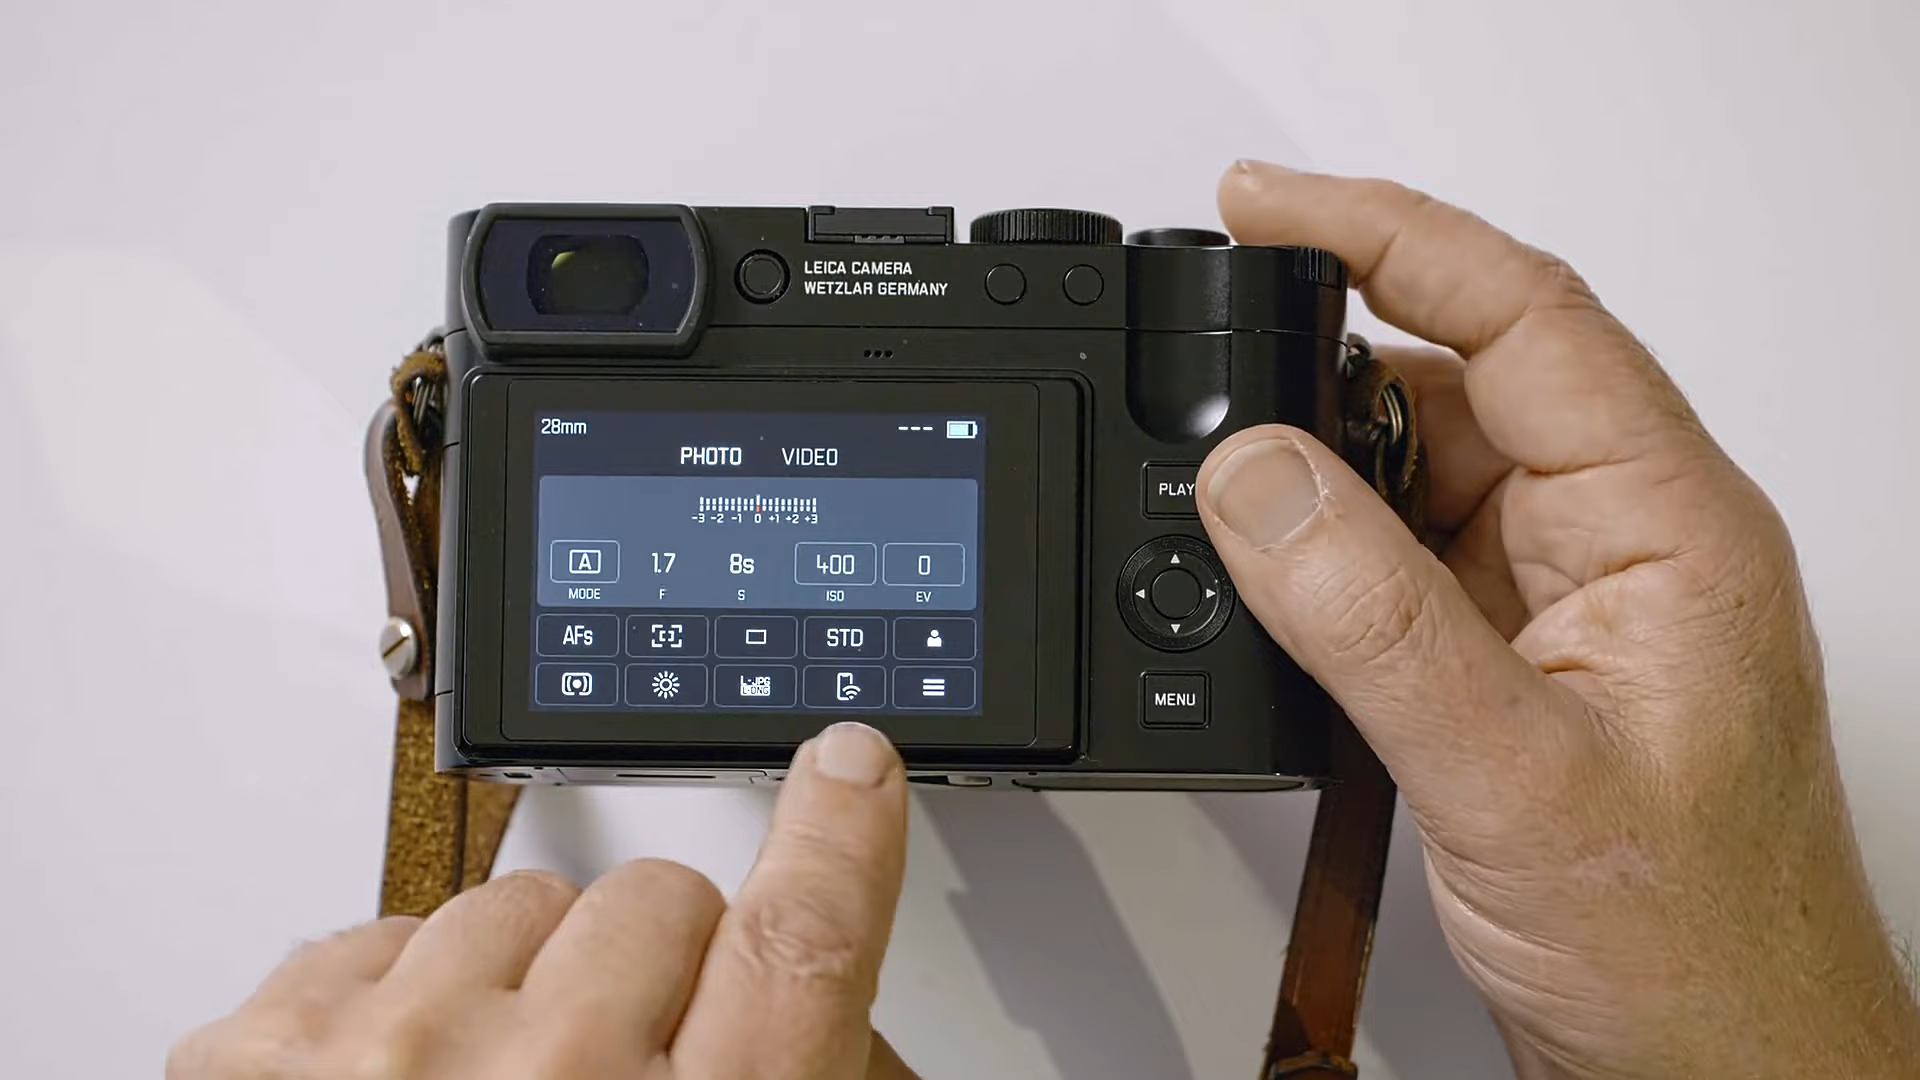 LEICA CAMERA
WETZLAR GERMANY
28mm
---
PHOTO VIDEO
-3 -2 -1 0 +1 +2 +3
A 1.7 8s 400 0
MODE F S ISO EV
AFs STD
L-JPG
L-DNG
PLAY
MENU